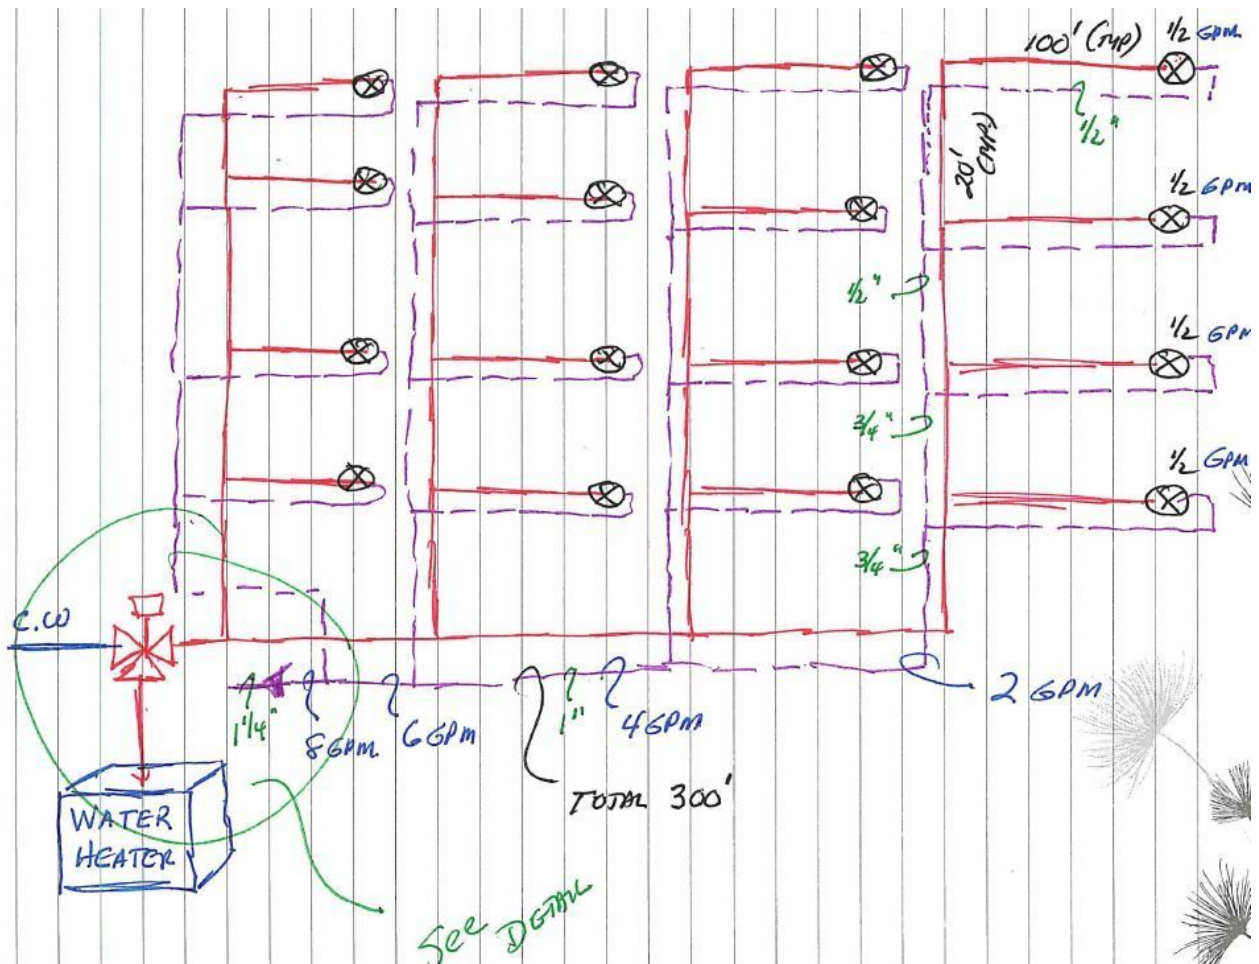 100' (TYP)
1/2 GPM
1/2"
20'
(TYP)
1/2 GPM
1/2"
1/2 GPM
3/4"
1/2 GPM
3/4"
C.W
2 GPM
1 1/4"
8 GPM
6 GPM
1"
4 GPM
TOTAL 300'
WATER
HEATER
See DETAIL